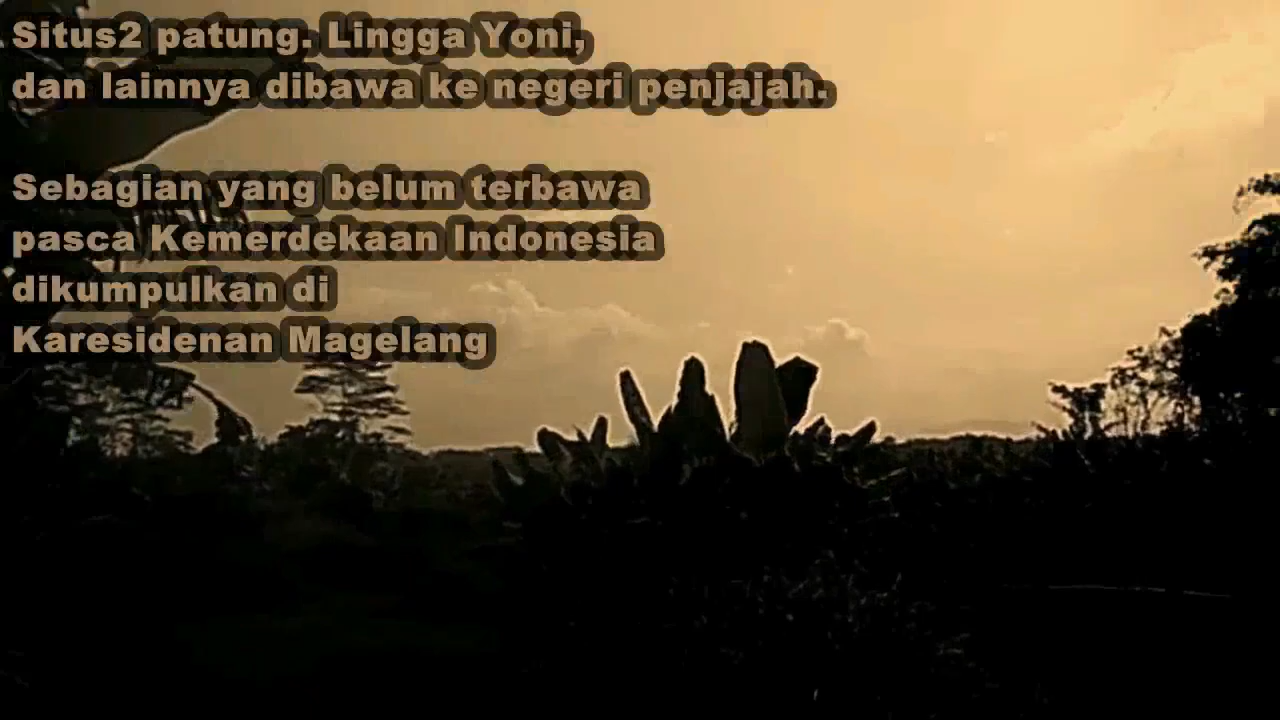 Situs2 patung. Lingga Yoni,
dan lainnya dibawa ke negeri penjajah.
Sebagian yang belum terbawa
pasca Kemerdekaan Indonesia
dikumpulkan di
Karesidenan Magelang